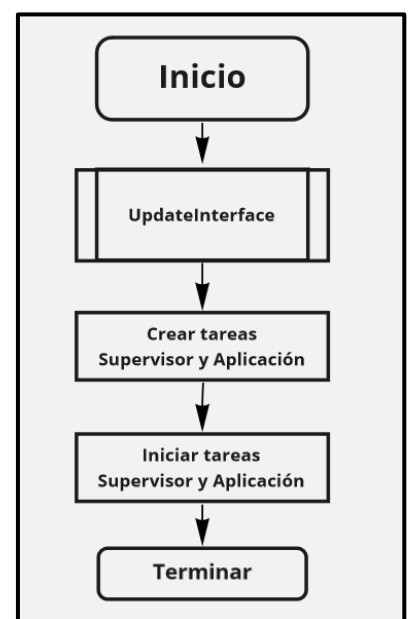 Inicio
UpdateInterface
Crear tareas
Supervisor y Aplicación
Iniciar tareas
Supervisor y Aplicación
Terminar